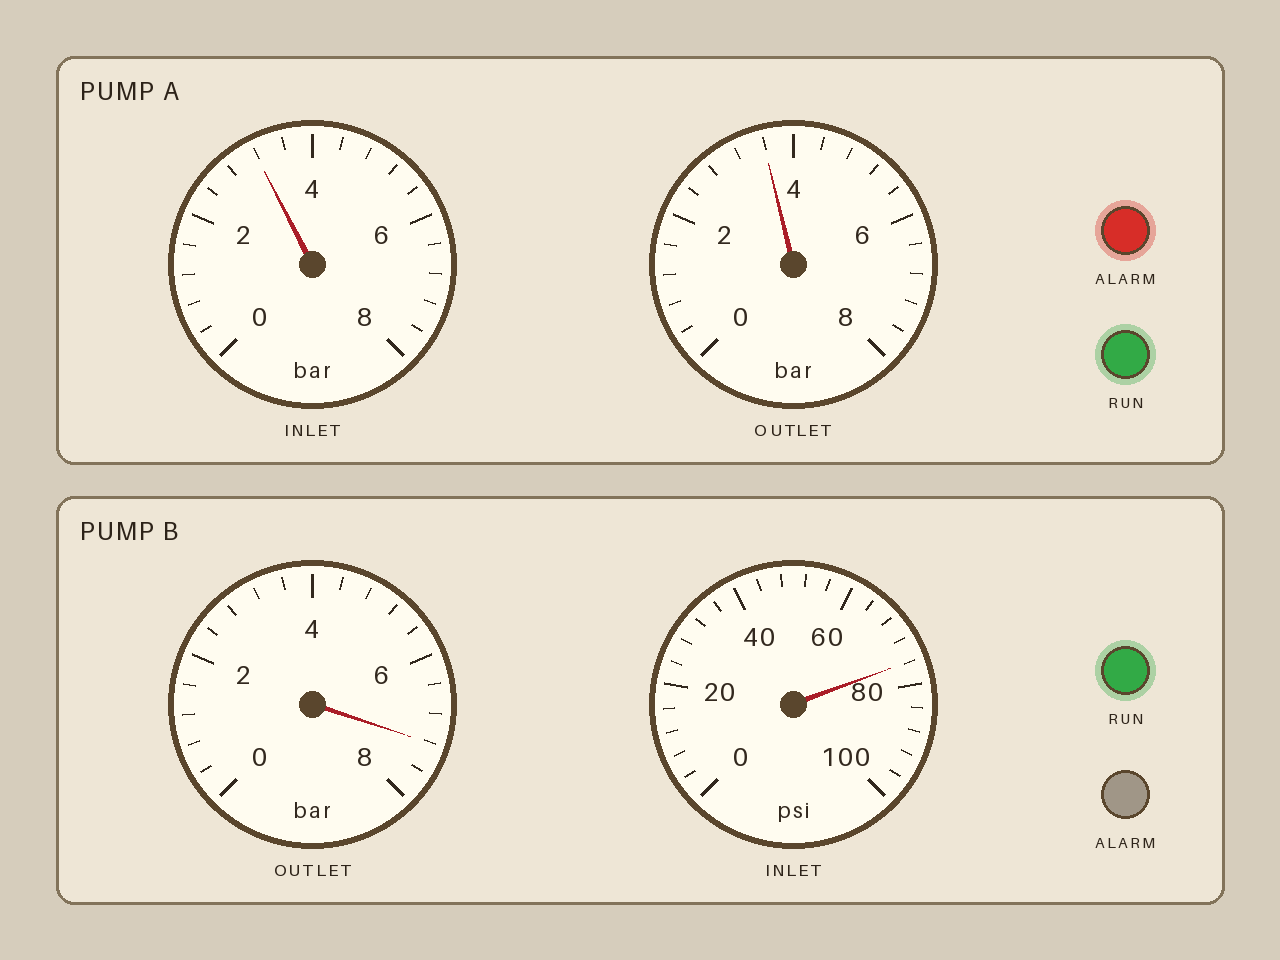 PUMP A
4 4
2 6 2 6
0 8 0 8
bar bar
INLET OUTLET
ALARM
RUN
PUMP B
4 40 60
2 6 20 80
0 8 0 100
bar psi
OUTLET INLET
RUN
ALARM